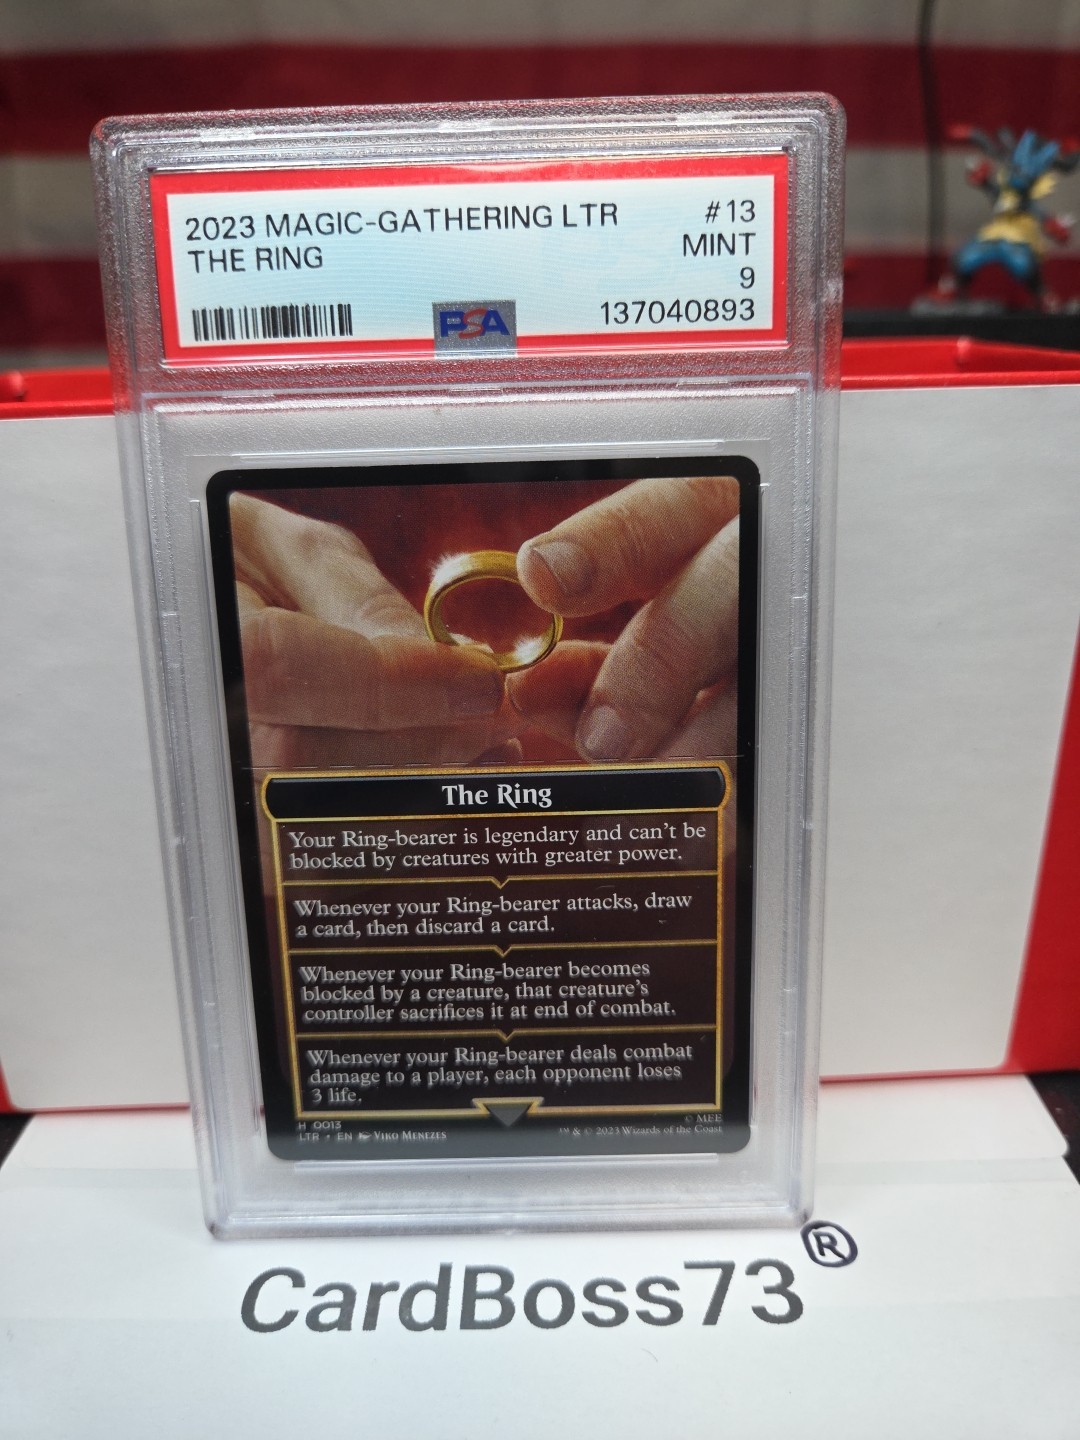 2023 MAGIC-GATHERING LTR #13
THE RING MINT
9
PSA 137040893
The Ring
Your Ring-bearer is legendary and can't be
blocked by creatures with greater power.
Whenever your Ring-bearer attacks, draw
a card, then discard a card.
Whenever your Ring-bearer becomes
blocked by a creature, that creature's
controller sacrifices it at end of combat.
Whenever your Ring-bearer deals combat
damage to a player, each opponent loses
3 life.
H 0013 © MEE
LTR • EN Viko Menezes ™ & © 2023 Wizards of the Coast
CardBoss73®